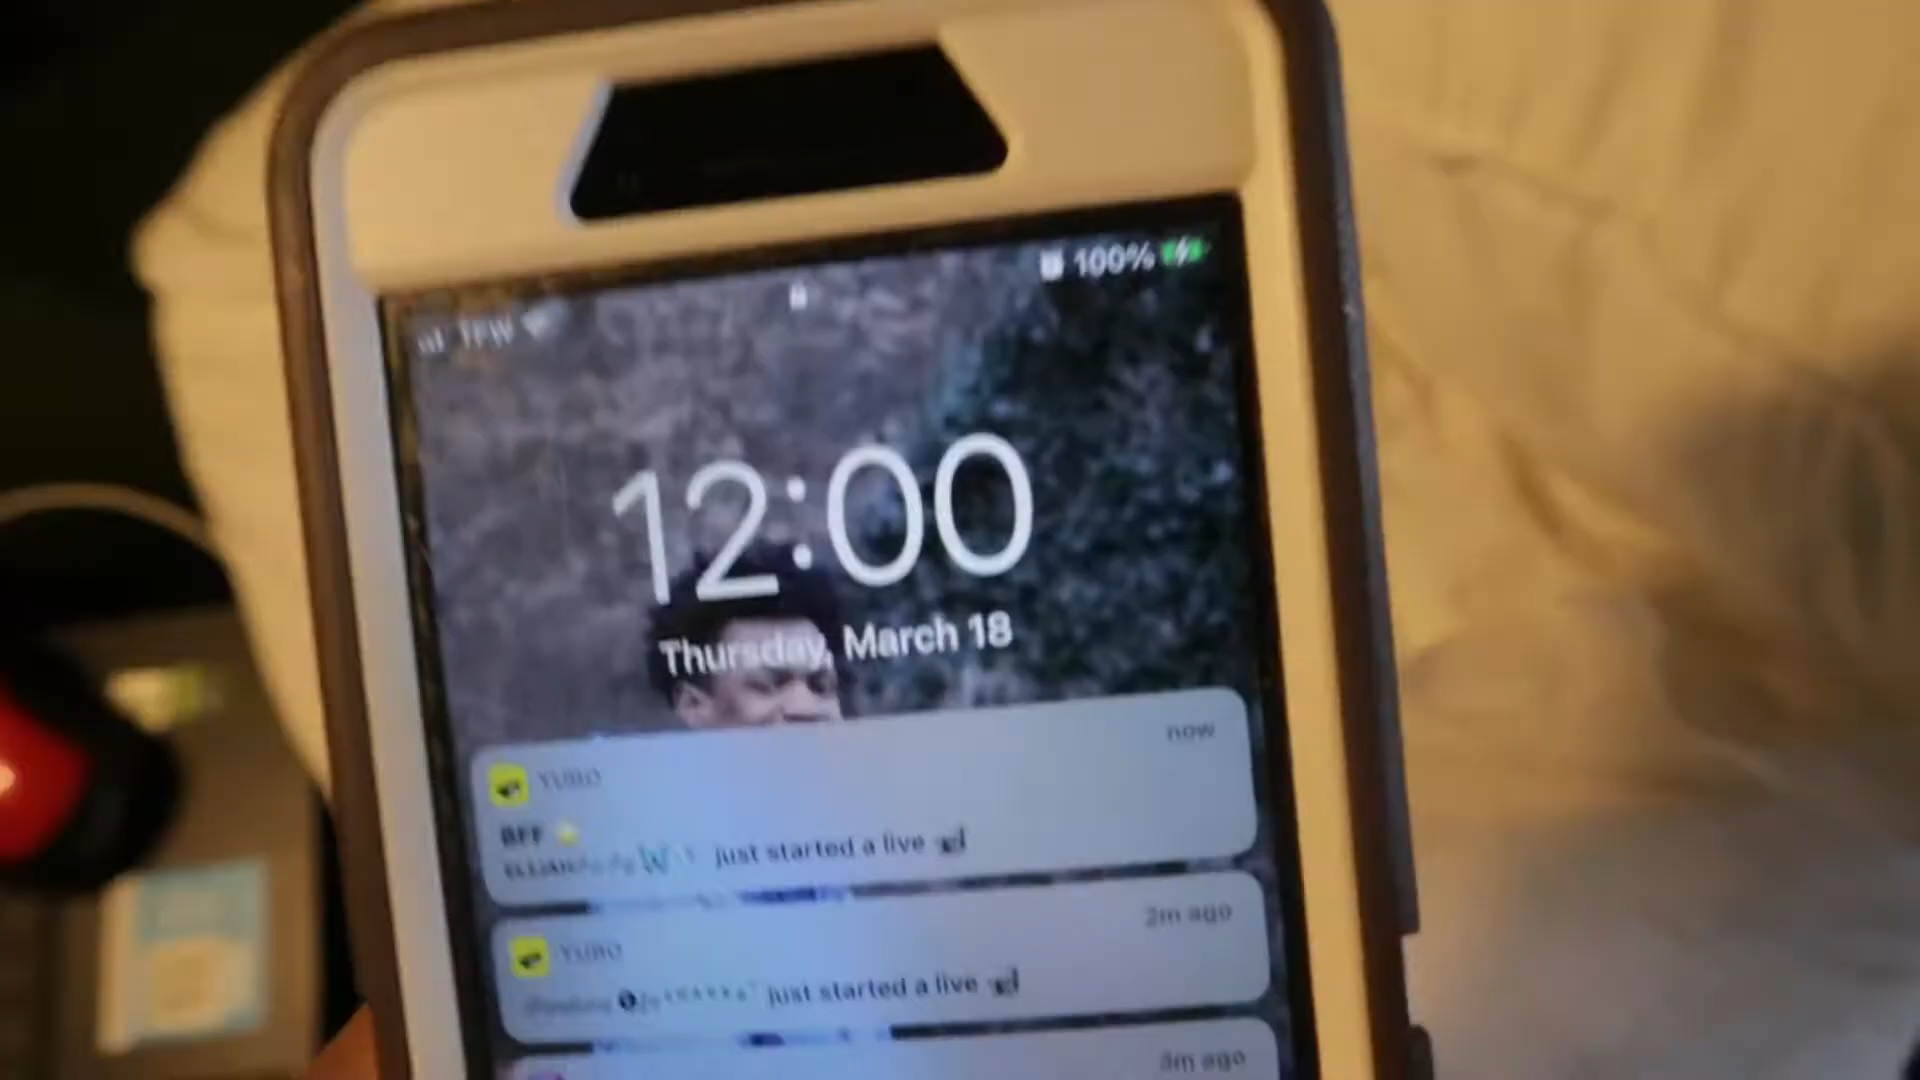 TFW
100%
12:00
Thursday, March 18
YUBO
now
BFF
just started a live
YUBO
2m ago
just started a live
3m ago